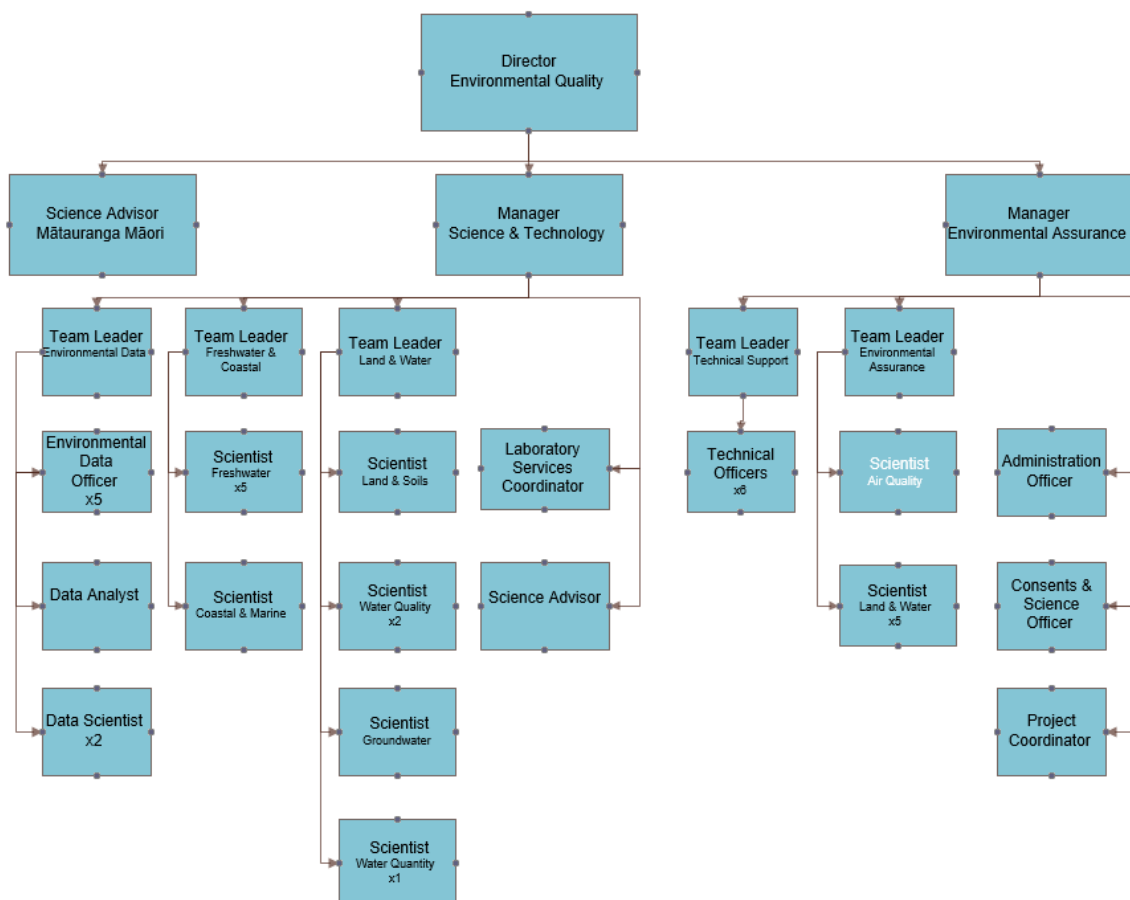 Director
Environmental Quality
Science Advisor
Mātauranga Māori
Manager
Science & Technology
Manager
Environmental Assurance
Team Leader
Environmental Data
Team Leader
Freshwater &
Coastal
Team Leader
Land & Water
Team Leader
Technical Support
Team Leader
Environmental
Assurance
Environmental
Data
Officer
x5
Scientist
Freshwater
x5
Scientist
Land & Soils
Laboratory
Services
Coordinator
Technical
Officers
x6
Scientist
Air Quality
Administration
Officer
Data Analyst
Scientist
Coastal & Marine
Scientist
Water Quality
x2
Science Advisor
Scientist
Land & Water
x5
Consents &
Science
Officer
Data Scientist
x2
Scientist
Groundwater
Project
Coordinator
Scientist
Water Quantity
x1